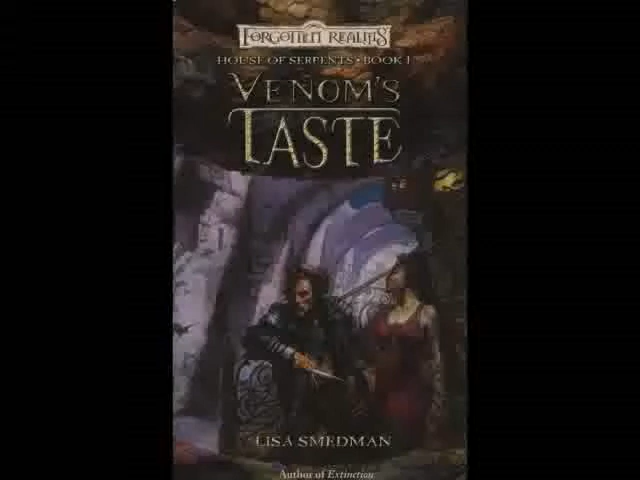 FORGOTTEN REALMS
HOUSE OF SERPENTS • BOOK I
VENOM'S
TASTE
LISA SMEDMAN
Author of Extinction